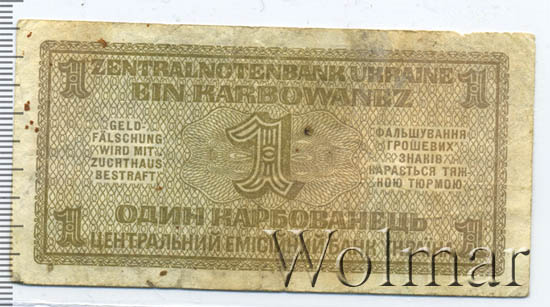 1 ZENTRALNOTENBANK UKRAINE 1
EIN KARBOWANEZ
GELD-
FÄLSCHUNG
WIRD MIT
ZUCHTHAUS
BESTRAFT
1
ФАЛЬШУВАННЯ
ГРОШЕВИХ
ЗНАКІВ
КАРАЄТЬСЯ ТЯЖ-
КОЮ ТЮРМОЮ
ОДИН КАРБОВАНЕЦЬ
1 ЦЕНТРАЛЬНИЙ ЕМІСІЙНИЙ БАНК УКРАЇНА 1
Wolmar